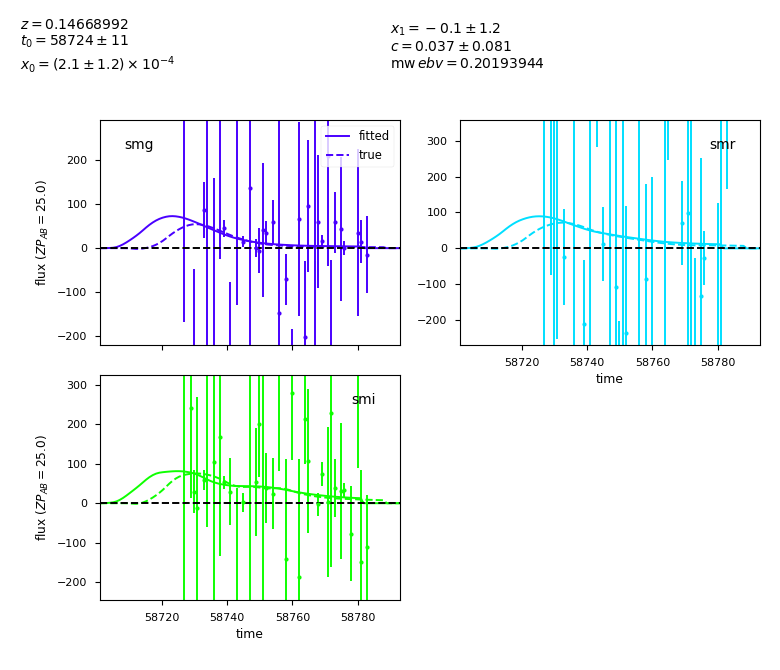 z = 0.14668992
t₀ = 58724 ± 11
x₀ = (2.1 ± 1.2) × 10⁻⁴
x₁ = −0.1 ± 1.2
c = 0.037 ± 0.081
mw ebv = 0.20193944
smg
fitted
true
200
100
0
−100
−200
flux (ZP_AB = 25.0)
smr
300
200
100
0
−100
−200
58720 58740 58760 58780
time
smi
300
200
100
0
−100
−200
flux (ZP_AB = 25.0)
58720 58740 58760 58780
time